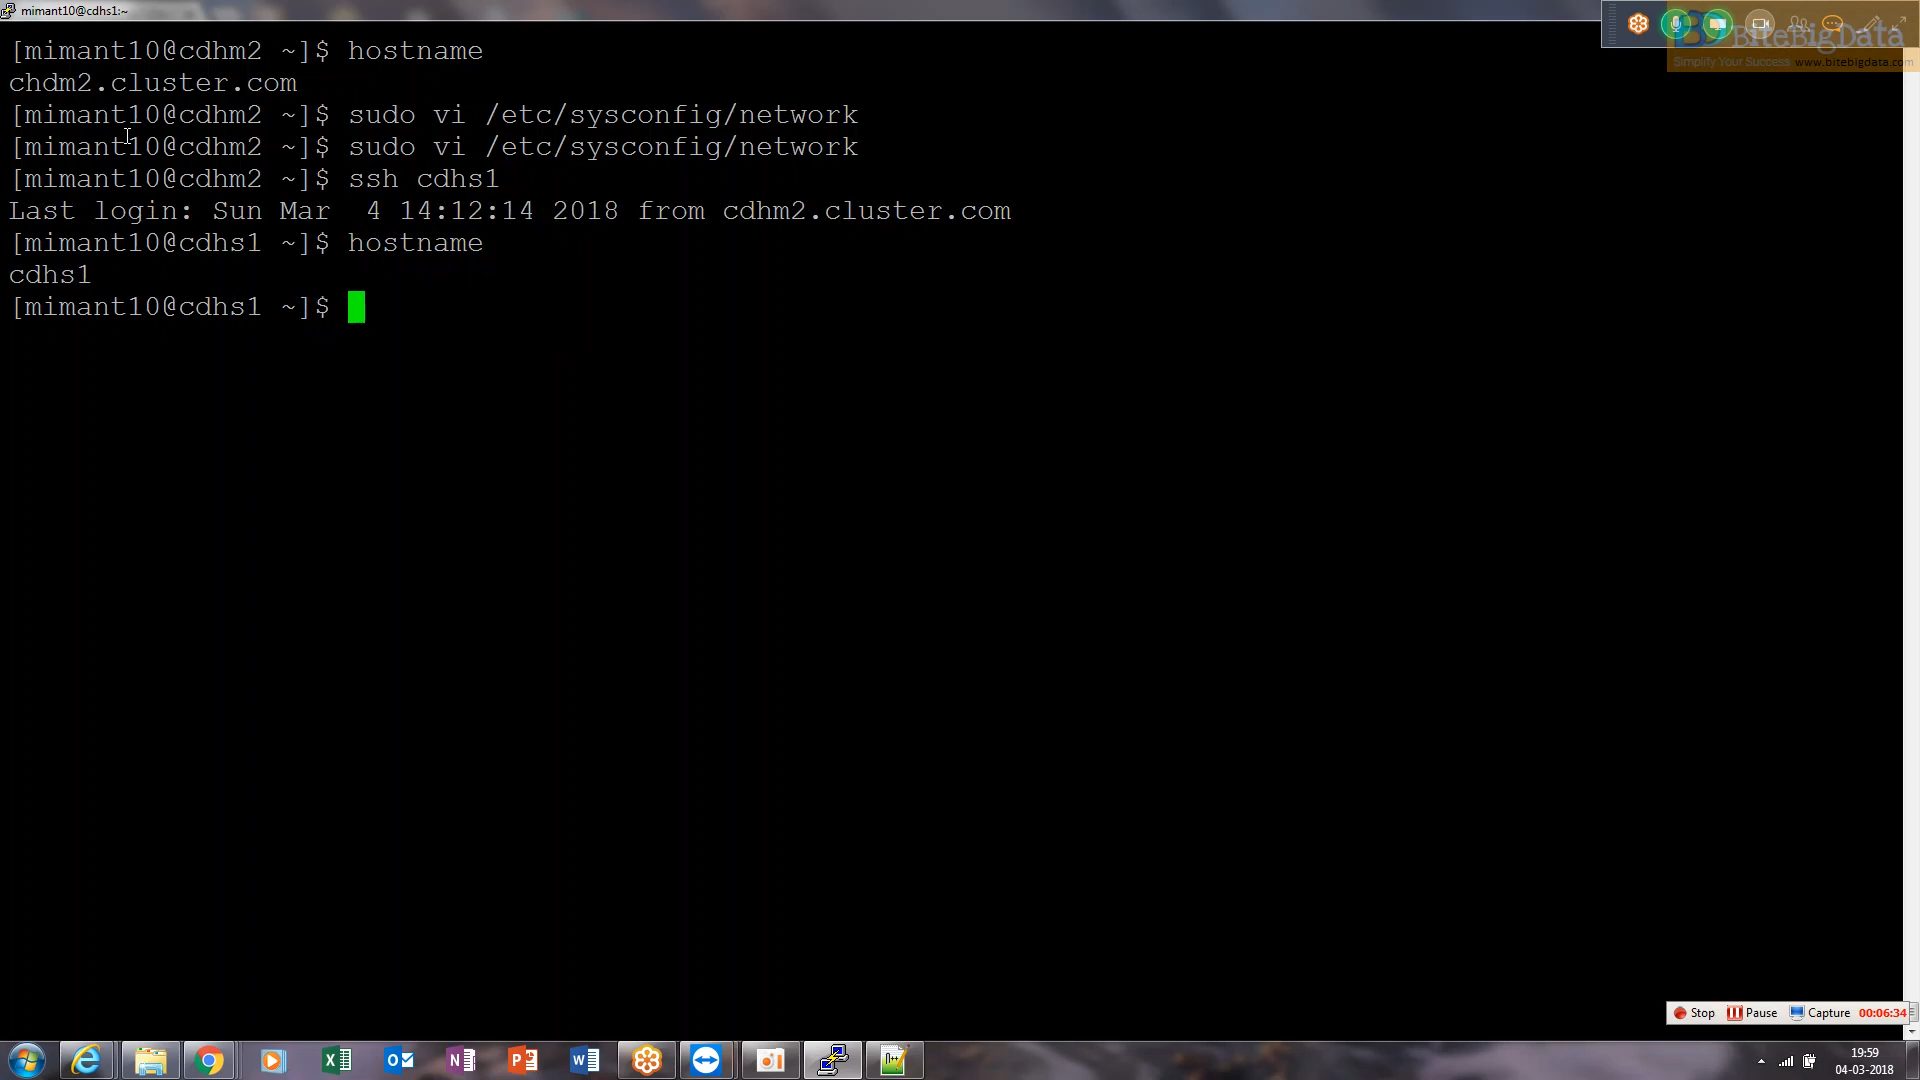 mimant10@cdhs1:~
[mimant10@cdhm2 ~]$ hostname
chdm2.cluster.com
[mimant10@cdhm2 ~]$ sudo vi /etc/sysconfig/network
[mimant10@cdhm2 ~]$ sudo vi /etc/sysconfig/network
[mimant10@cdhm2 ~]$ ssh cdhs1
Last login: Sun Mar  4 14:12:14 2018 from cdhm2.cluster.com
[mimant10@cdhs1 ~]$ hostname
cdhs1
[mimant10@cdhs1 ~]$
BiteBigData
Simplify Your Success www.bitebigdata.com
Stop Pause Capture 00:06:34
19:59
04-03-2018